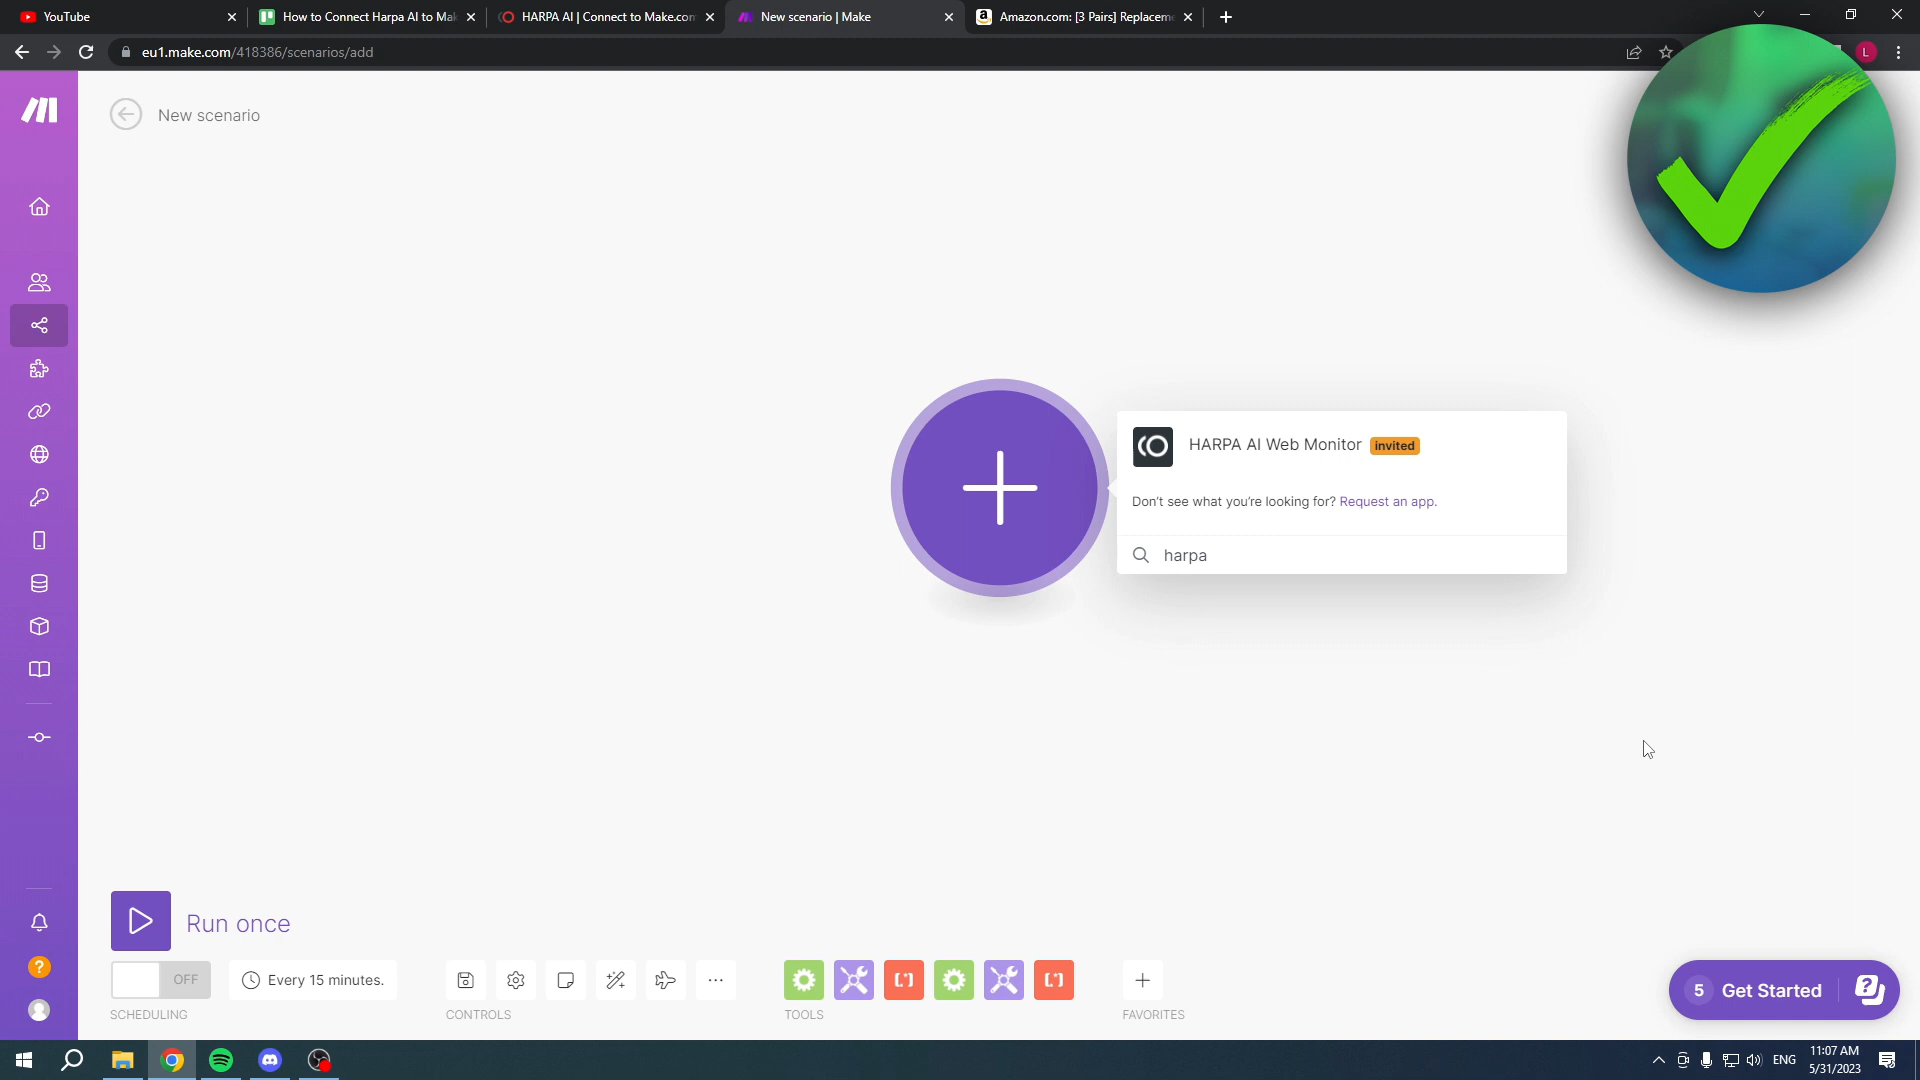 YouTube
How to Connect Harpa AI to Mak
HARPA AI | Connect to Make.com
New scenario | Make
Amazon.com: [3 Pairs] Replaceme
eu1.make.com/418386/scenarios/add
L
New scenario
HARPA AI Web Monitor invited
Don't see what you're looking for? Request an app.
harpa
Run once
OFF
Every 15 minutes.
SCHEDULING
CONTROLS
TOOLS
FAVORITES
5 Get Started
ENG
11:07 AM
5/31/2023